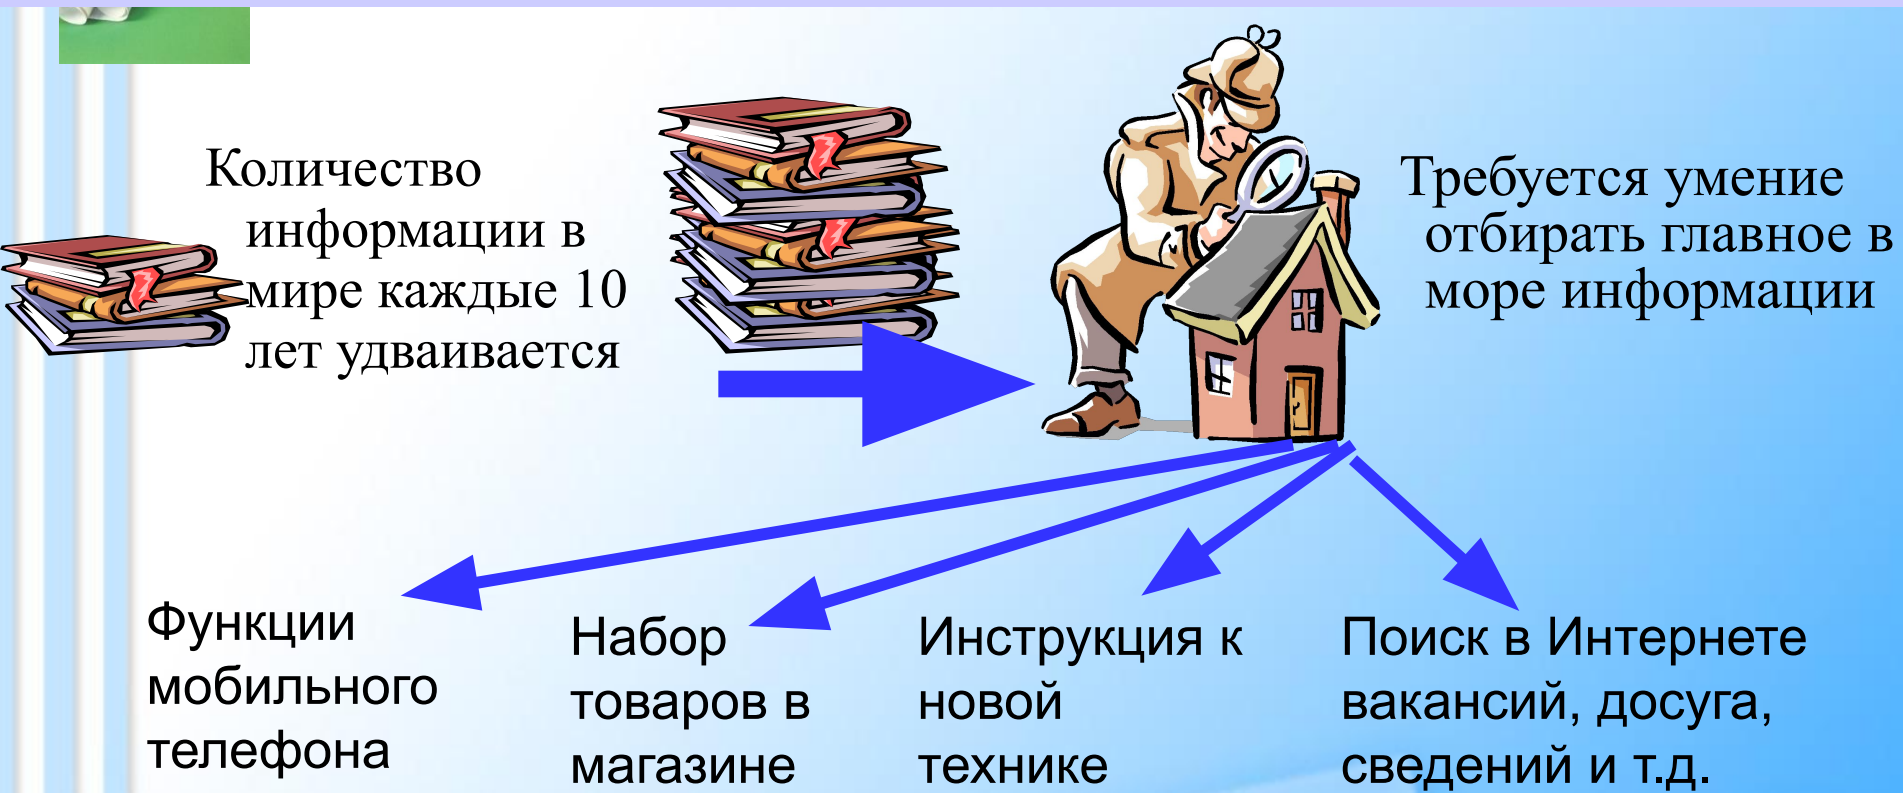 Количество
информации в
мире каждые 10
лет удваивается
Требуется умение
отбирать главное в
море информации
Функции
мобильного
телефона
Набор
товаров в
магазине
Инструкция к
новой
технике
Поиск в Интернете
вакансий, досуга,
сведений и т.д.